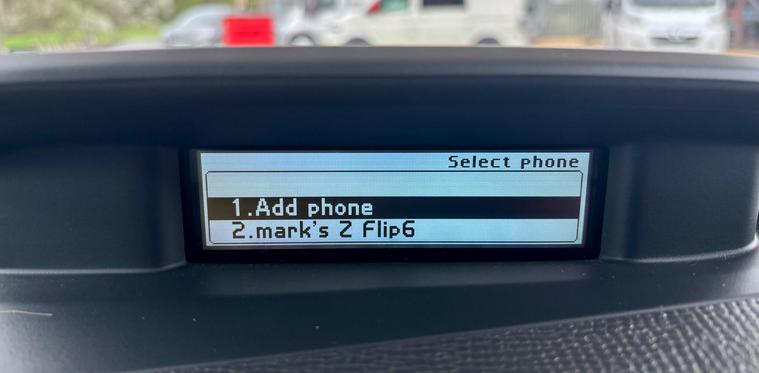 Select phone
1.Add phone
2.mark's Z Flip6